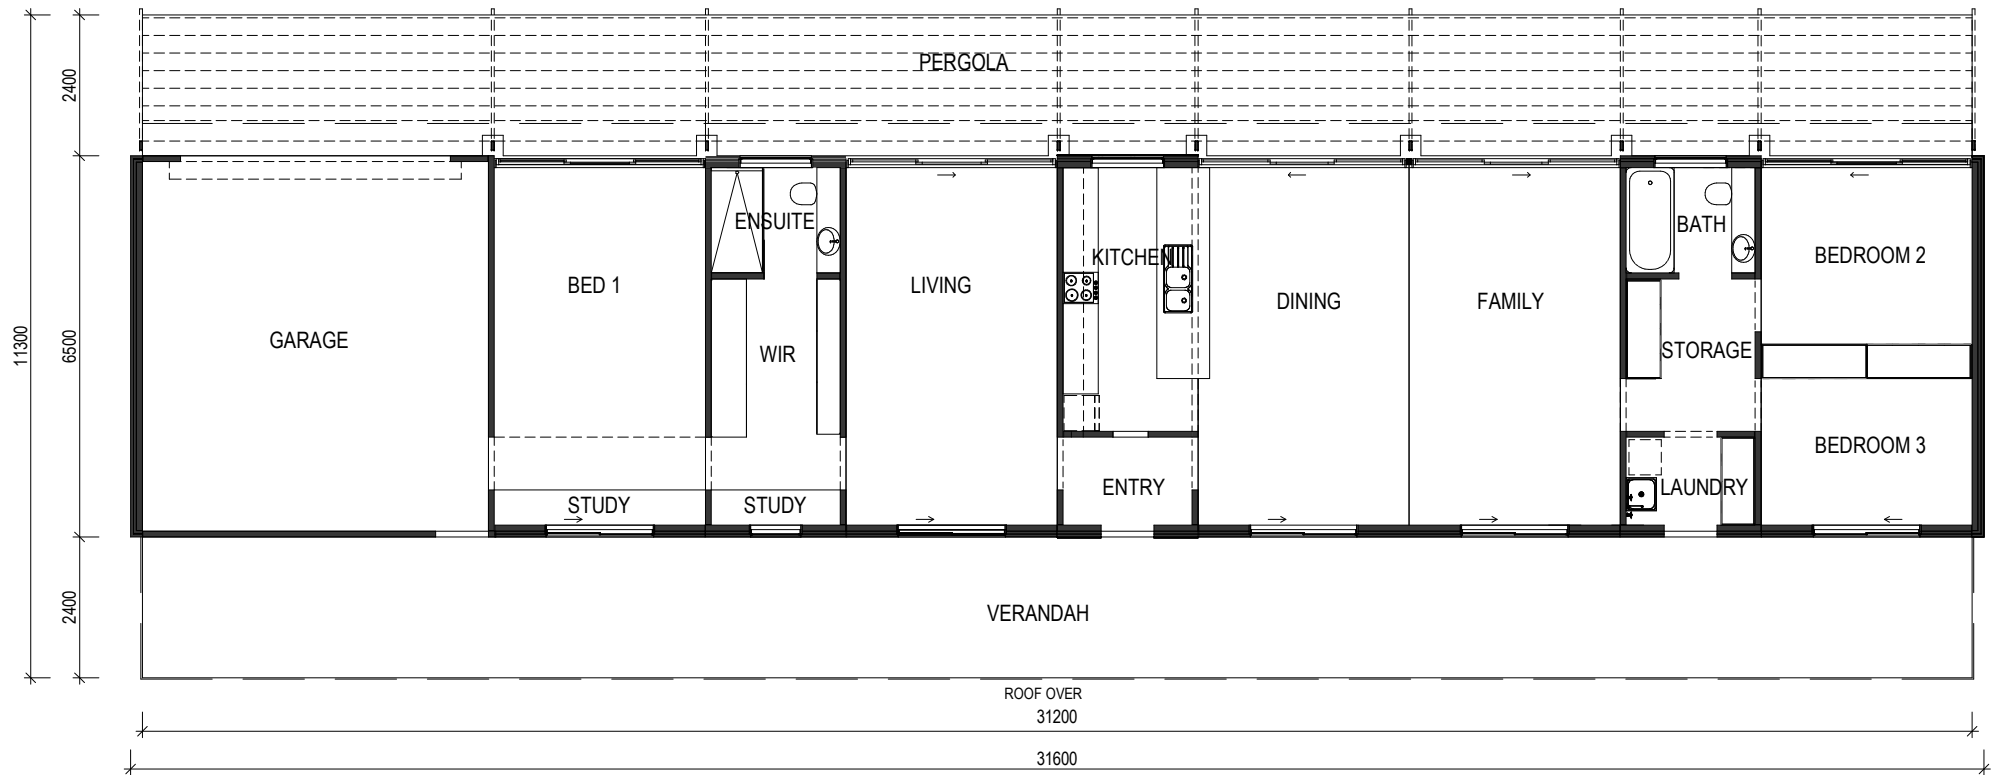 PERGOLA
2400
ENSUITE
BATH
KITCHEN
BEDROOM 2
BED 1
LIVING
DINING
FAMILY
GARAGE
WIR
STORAGE
11300
6500
BEDROOM 3
ENTRY
LAUNDRY
STUDY
STUDY
2400
VERANDAH
ROOF OVER
31200
31600